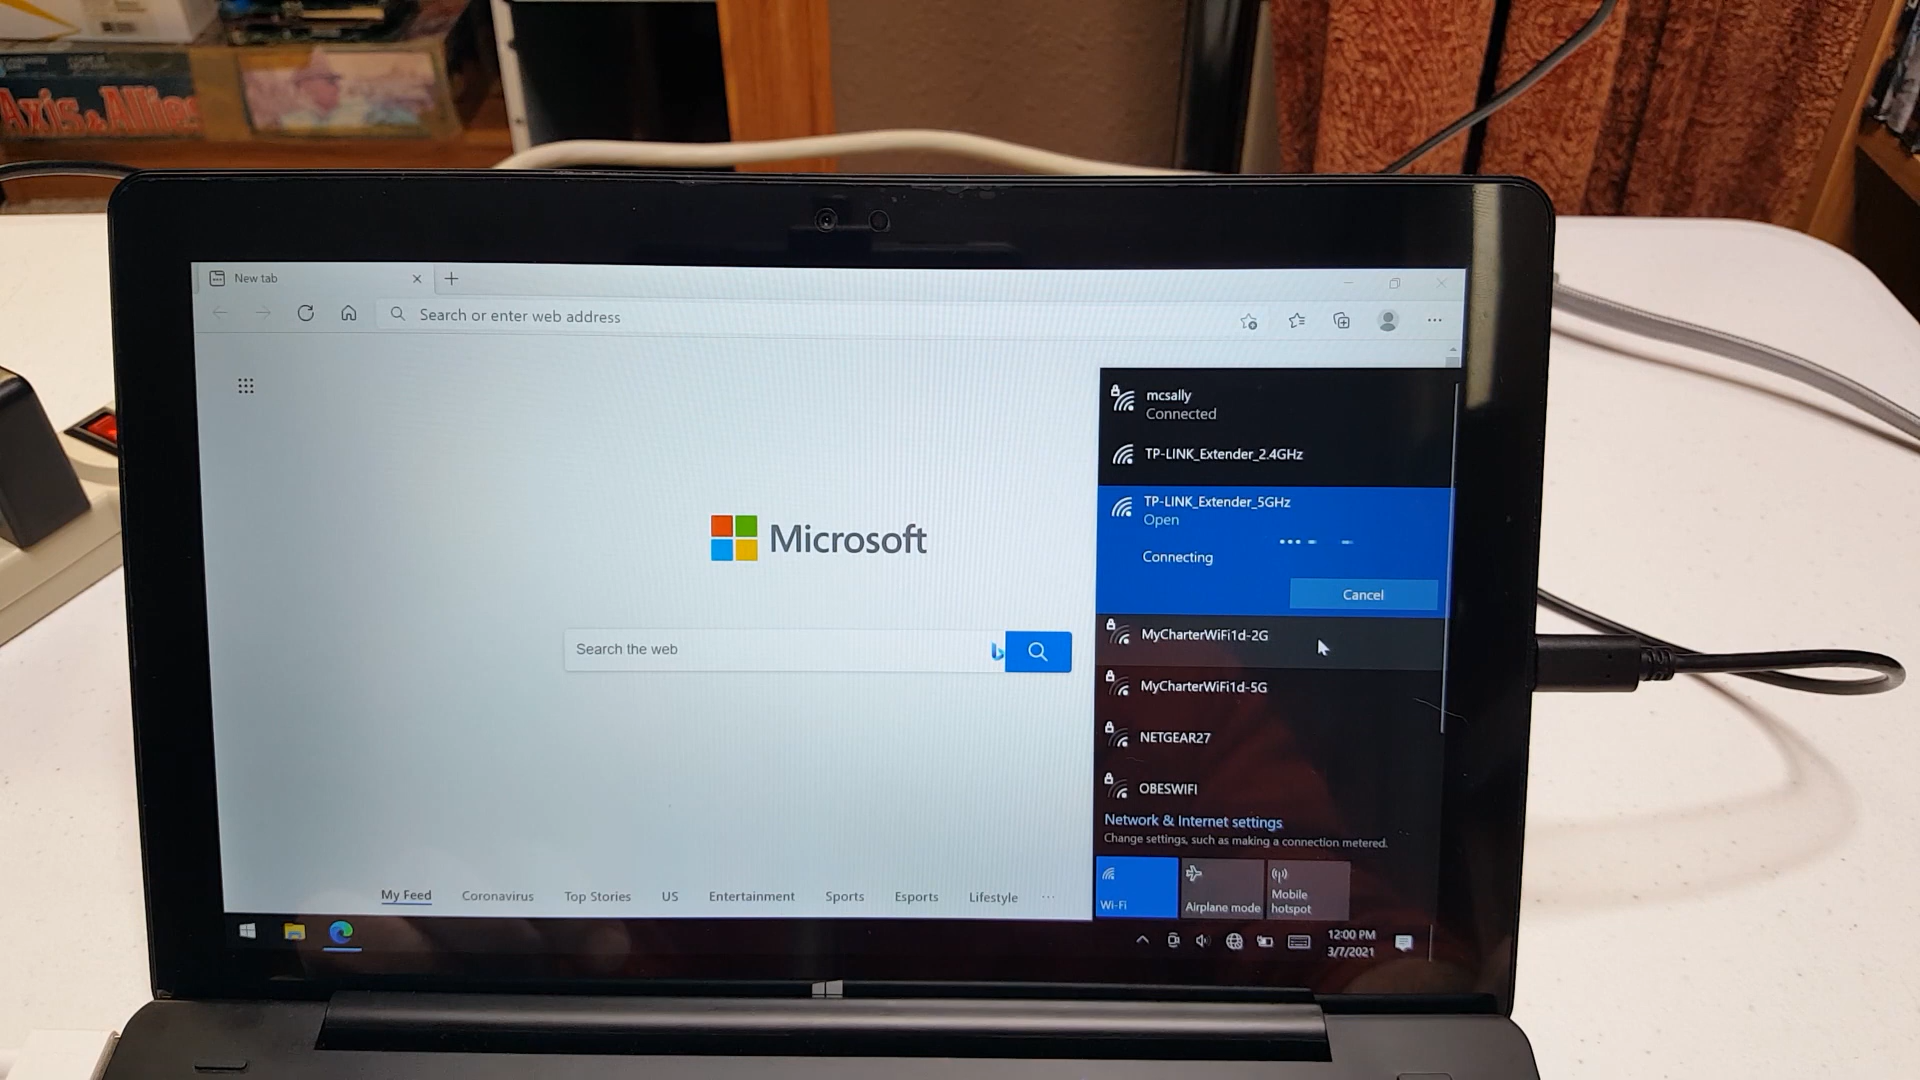 Axis & Allies
New tab
Search or enter web address
mcsally
Connected
TP-LINK_Extender_2.4GHz
TP-LINK_Extender_5GHz
Open
Connecting
Cancel
Microsoft
Search the web
MyCharterWiFi1d-2G
MyCharterWiFi1d-5G
NETGEAR27
OBESWIFI
Network & Internet settings
Change settings, such as making a connection metered.
Wi-Fi
Airplane mode
Mobile
hotspot
My Feed Coronavirus Top Stories US Entertainment Sports Esports Lifestyle ...
12:00 PM
3/7/2021